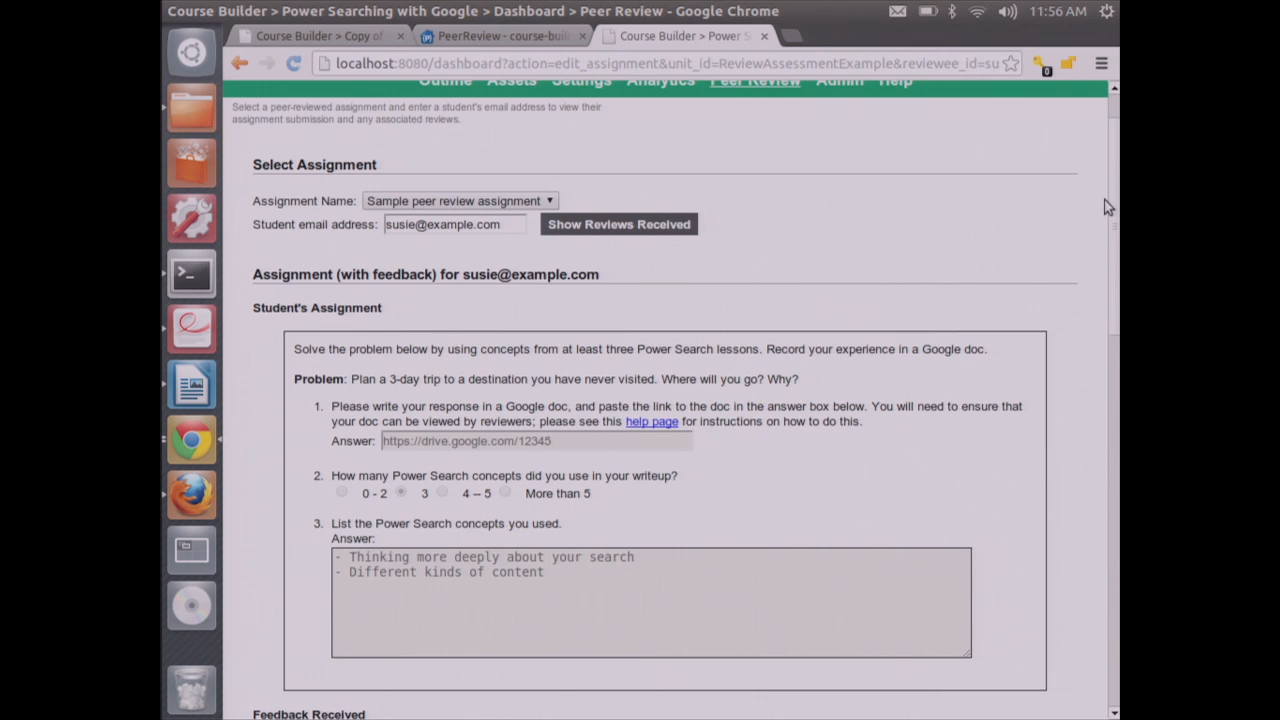 Course Builder > Power Searching with Google > Dashboard > Peer Review - Google Chrome
11:56 AM
Course Builder > Copy of
PeerReview - course-buil
Course Builder > Power S
localhost:8080/dashboard?action=edit_assignment&unit_id=ReviewAssessmentExample&reviewee_id=su
0
Outline Assets Settings Analytics Peer Review Admin Help
Select a peer-reviewed assignment and enter a student's email address to view their
assignment submission and any associated reviews.
Select Assignment
Assignment Name: Sample peer review assignment
Student email address: susie@example.com Show Reviews Received
Assignment (with feedback) for susie@example.com
Student's Assignment
Solve the problem below by using concepts from at least three Power Search lessons. Record your experience in a Google doc.
Problem: Plan a 3-day trip to a destination you have never visited. Where will you go? Why?
1. Please write your response in a Google doc, and paste the link to the doc in the answer box below. You will need to ensure that
your doc can be viewed by reviewers; please see this help page for instructions on how to do this.
Answer: https://drive.google.com/12345
2. How many Power Search concepts did you use in your writeup?
0 - 2 3 4 – 5 More than 5
3. List the Power Search concepts you used.
Answer:
- Thinking more deeply about your search
- Different kinds of content
Feedback Received